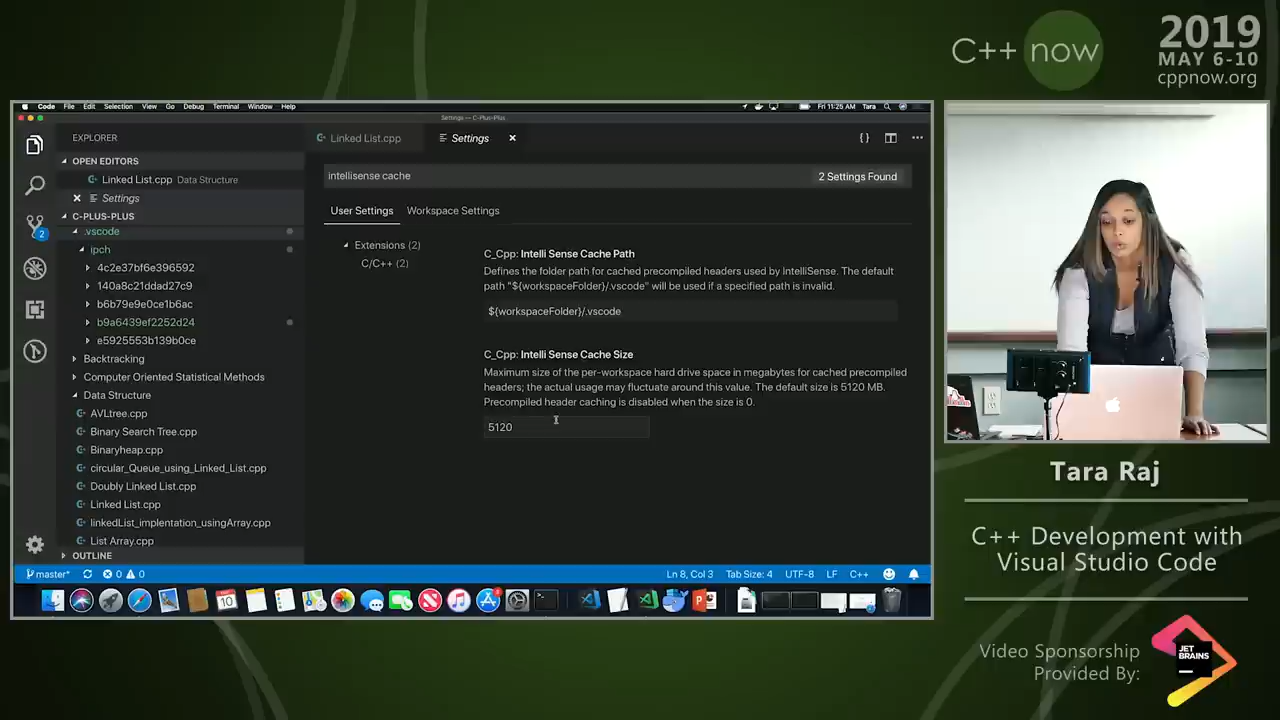 C++ now
2019
MAY 6-10
cppnow.org
Code File Edit Selection View Go Debug Terminal Window Help
Fri 11:25 AM Tara
Settings — C-Plus-Plus
EXPLORER
OPEN EDITORS
Linked List.cpp Data Structure
Settings
C-PLUS-PLUS
.vscode
ipch
4c2e37bf6e396592
140a8c21ddad27c9
b6b79e9e0ce1b6ac
b9a6439ef2252d24
e5925553b139b0ce
Backtracking
Computer Oriented Statistical Methods
Data Structure
AVLtree.cpp
Binary Search Tree.cpp
Binaryheap.cpp
circular_Queue_using_Linked_List.cpp
Doubly Linked List.cpp
Linked List.cpp
linkedList_implentation_usingArray.cpp
List Array.cpp
OUTLINE
2
Linked List.cpp
Settings
intellisense cache
2 Settings Found
User Settings Workspace Settings
Extensions (2)
C/C++ (2)
C_Cpp: Intelli Sense Cache Path
Defines the folder path for cached precompiled headers used by IntelliSense. The default
path "${workspaceFolder}/.vscode" will be used if a specified path is invalid.
${workspaceFolder}/.vscode
C_Cpp: Intelli Sense Cache Size
Maximum size of the per-workspace hard drive space in megabytes for cached precompiled
headers; the actual usage may fluctuate around this value. The default size is 5120 MB.
Precompiled header caching is disabled when the size is 0.
5120
master* 0 0
Ln 8, Col 3 Tab Size: 4 UTF-8 LF C++
10
Tara Raj
C++ Development with
Visual Studio Code
Video Sponsorship
Provided By:
JET
BRAINS